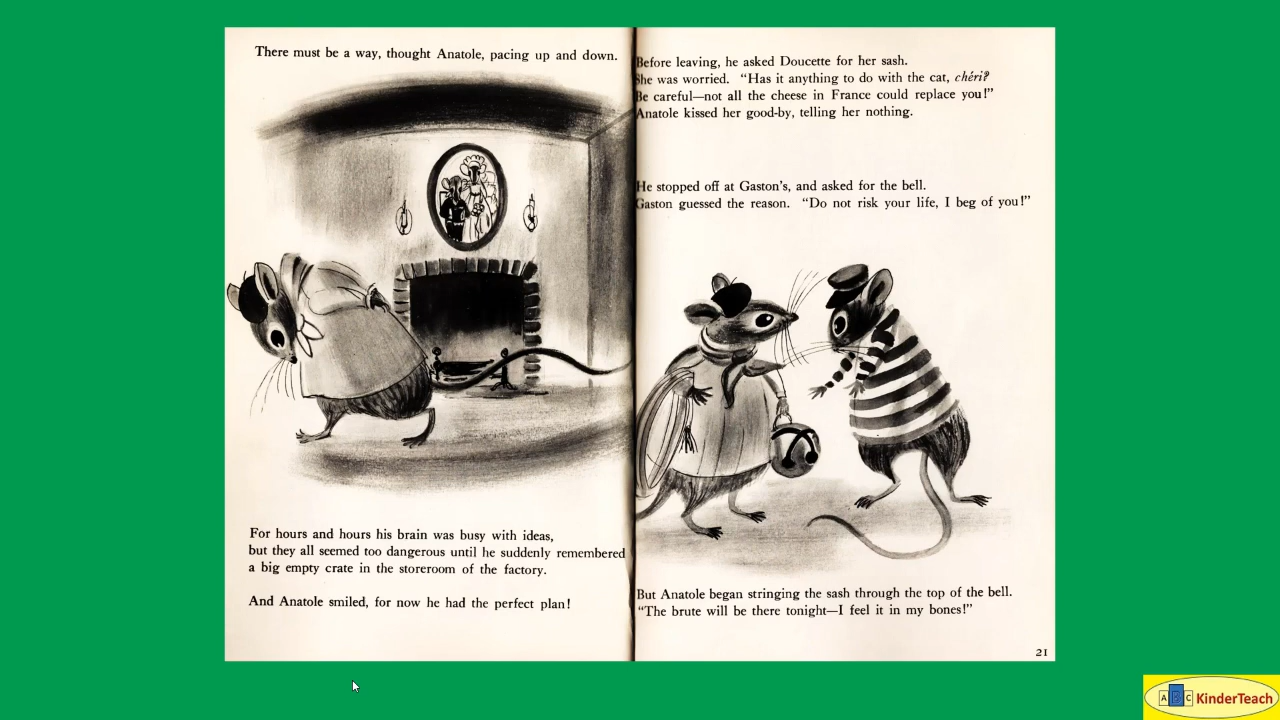 There must be a way, thought Anatole, pacing up and down.
For hours and hours his brain was busy with ideas,
but they all seemed too dangerous until he suddenly remembered
a big empty crate in the storeroom of the factory.
And Anatole smiled, for now he had the perfect plan!
Before leaving, he asked Doucette for her sash.
She was worried. “Has it anything to do with the cat, chéri?
Be careful—not all the cheese in France could replace you!”
Anatole kissed her good-by, telling her nothing.
He stopped off at Gaston’s, and asked for the bell.
Gaston guessed the reason. “Do not risk your life, I beg of you!”
But Anatole began stringing the sash through the top of the bell.
“The brute will be there tonight—I feel it in my bones!”
21
A B C KinderTeach